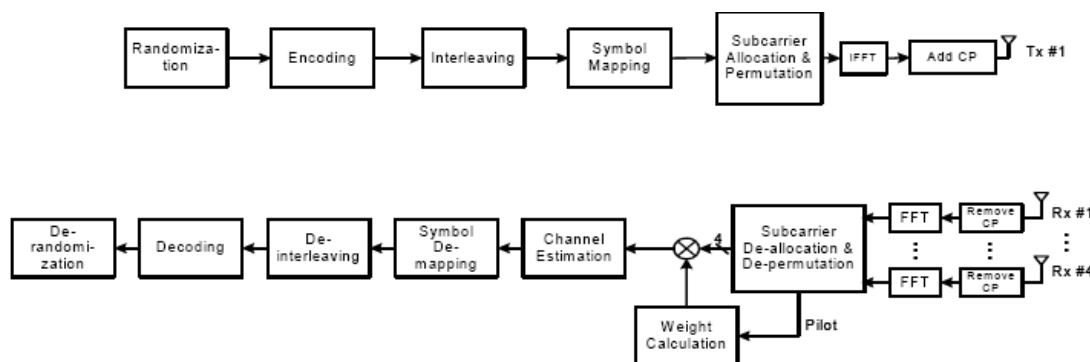 Randomiza-
tion
Encoding
Interleaving
Symbol
Mapping
Subcarrier
Allocation &
Permutation
IFFT
Add CP
Tx #1
De-
randomi-
zation
Decoding
De-
interleaving
Symbol
De-
mapping
Channel
Estimation
4
Subcarrier
De-allocation &
De-permutation
FFT
Remove
CP
Rx #1
FFT
Remove
CP
Rx #4
Weight
Calculation
Pilot